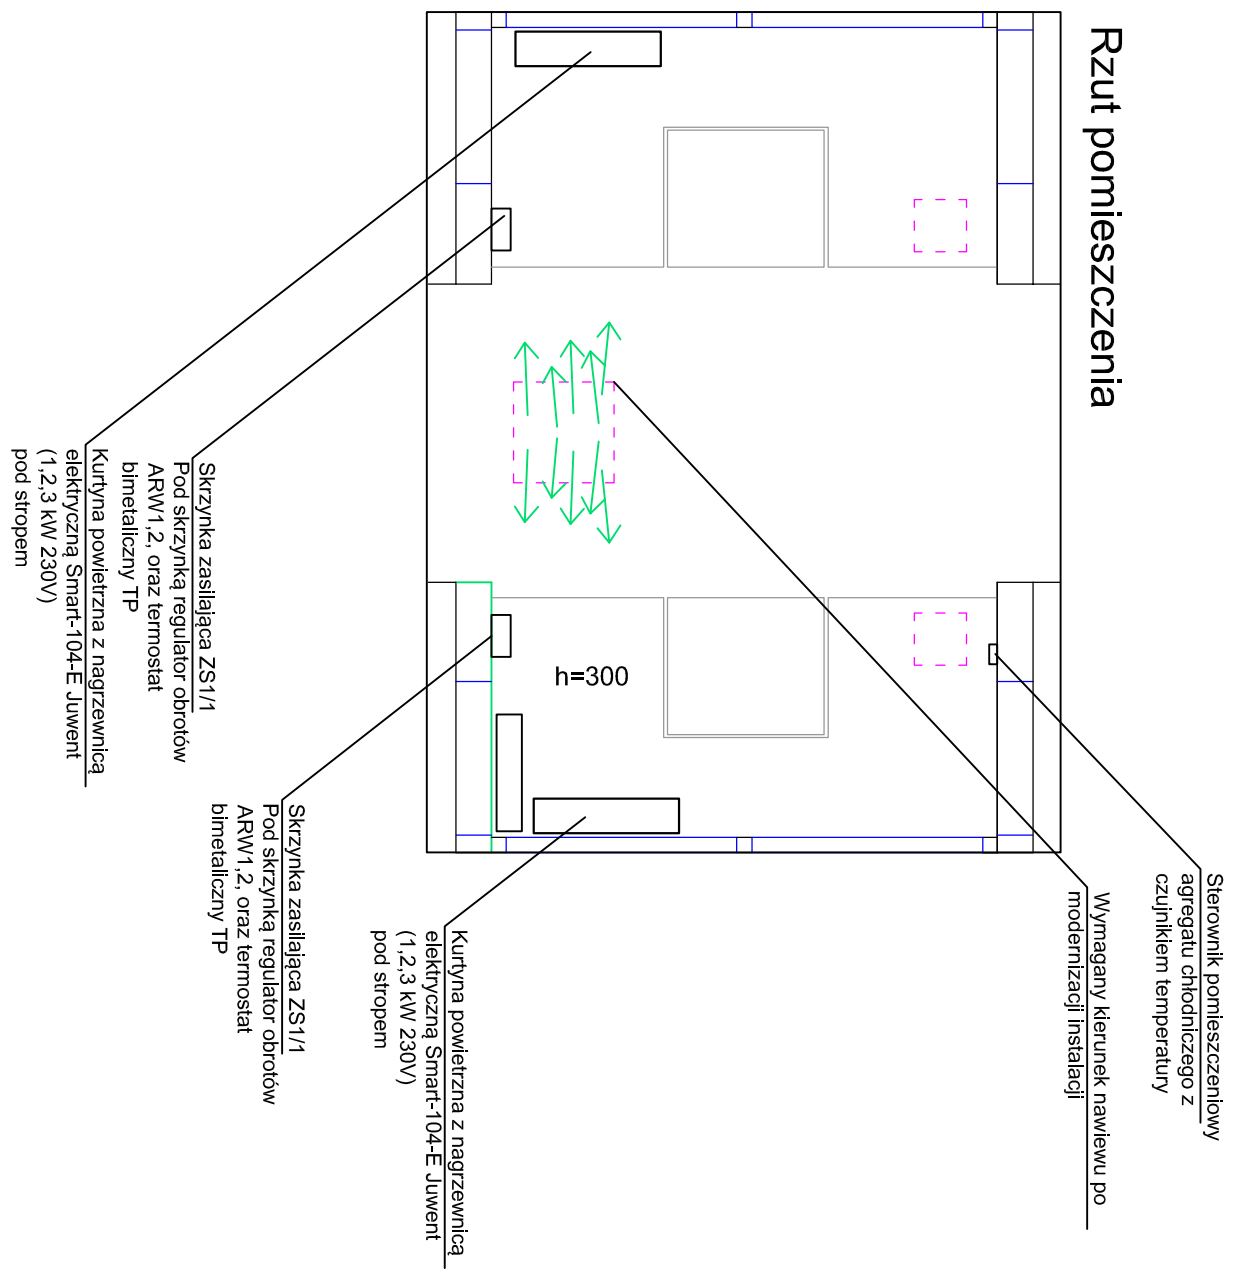 Rzut pomieszczenia
Sterownik pomieszczeniowy
agregatu chłodniczego z
czujnikiem temperatury
Wymagany kierunek nawiewu po
modernizacji instalacji
h=300
Kurtyna powietrzna z nagrzewnicą
elektryczną Smart-104-E Juwent
(1,2,3 kW 230V)
pod stropem
Skrzynka zasilająca ZS1/1
Pod skrzynką regulator obrotów
ARW1,2, oraz termostat
bimetaliczny TP
Skrzynka zasilająca ZS1/1
Pod skrzynką regulator obrotów
ARW1,2, oraz termostat
bimetaliczny TP
Kurtyna powietrzna z nagrzewnicą
elektryczną Smart-104-E Juwent
(1,2,3 kW 230V)
pod stropem